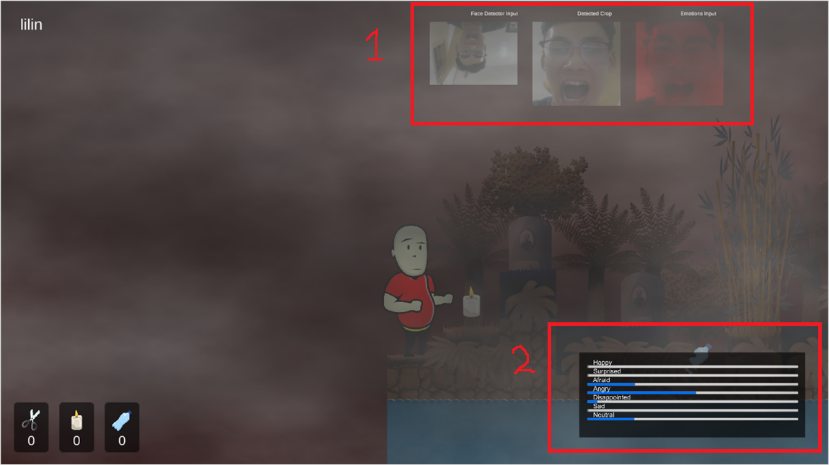 lilin
1
Face Detector Input
Detected Crop
Emotions Input
2
Happy
Surprised
Afraid
Angry
Disappointed
Sad
Neutral
0
0
0